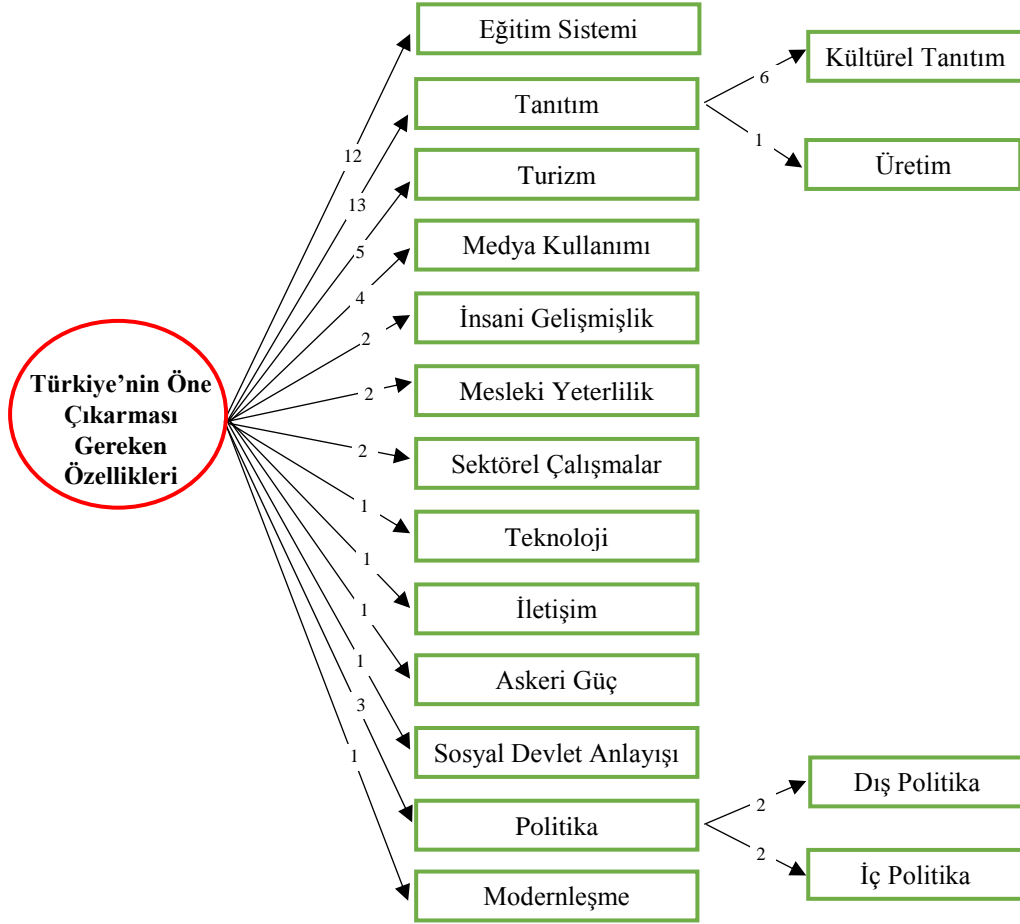 Eğitim Sistemi
Kültürel Tanıtım
6
Tanıtım
1
12
Üretim
13
Turizm
5
Medya Kullanımı
4
İnsani Gelişmişlik
2
Türkiye’nin Öne
Çıkarması
Gereken
Özellikleri
2
Mesleki Yeterlilik
2
Sektörel Çalışmalar
1
Teknoloji
1
İletişim
1
Askeri Güç
1
3
Sosyal Devlet Anlayışı
1
Dış Politika
2
Politika
2
İç Politika
Modernleşme